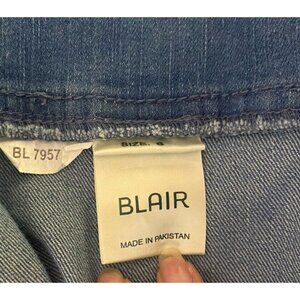 BL 7957
SIZE:
BLAIR
MADE IN PAKISTAN